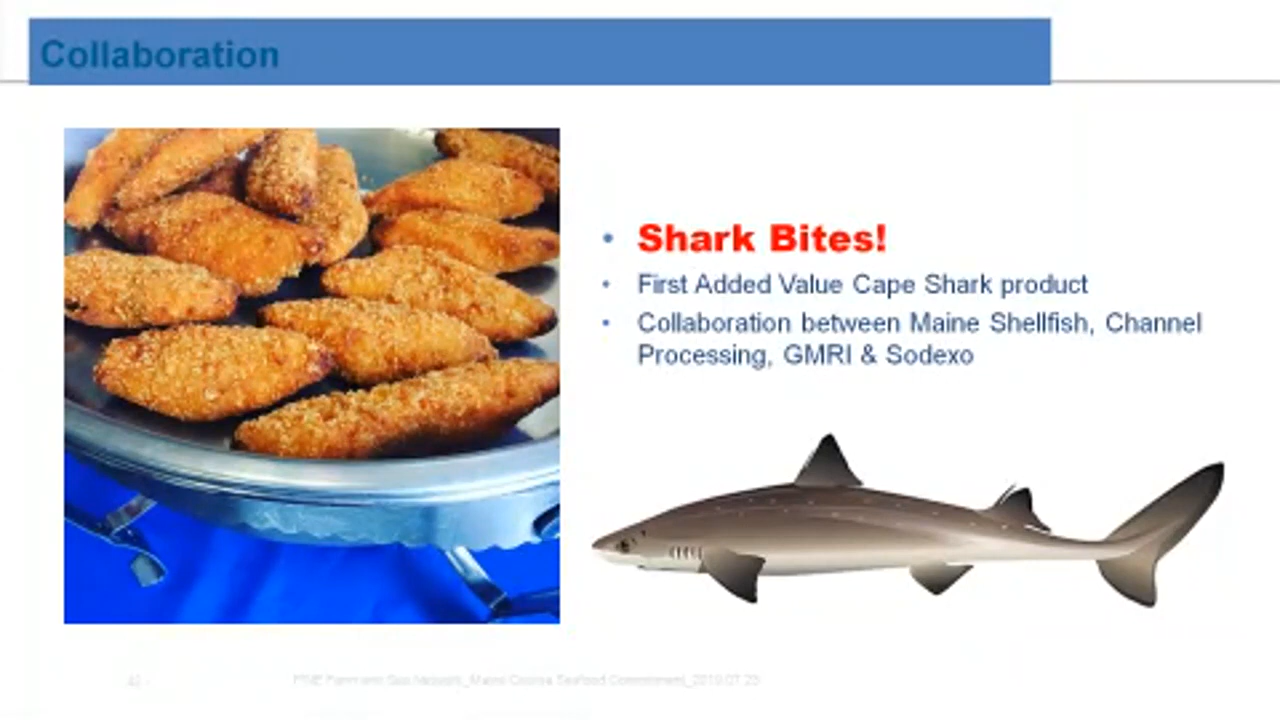 Collaboration
• Shark Bites!
• First Added Value Cape Shark product
• Collaboration between Maine Shellfish, Channel
Processing, GMRI & Sodexo